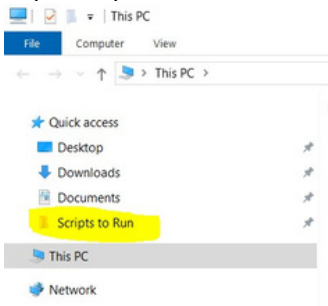 This PC
File Computer View
This PC
Quick access
Desktop
Downloads
Documents
Scripts to Run
This PC
Network